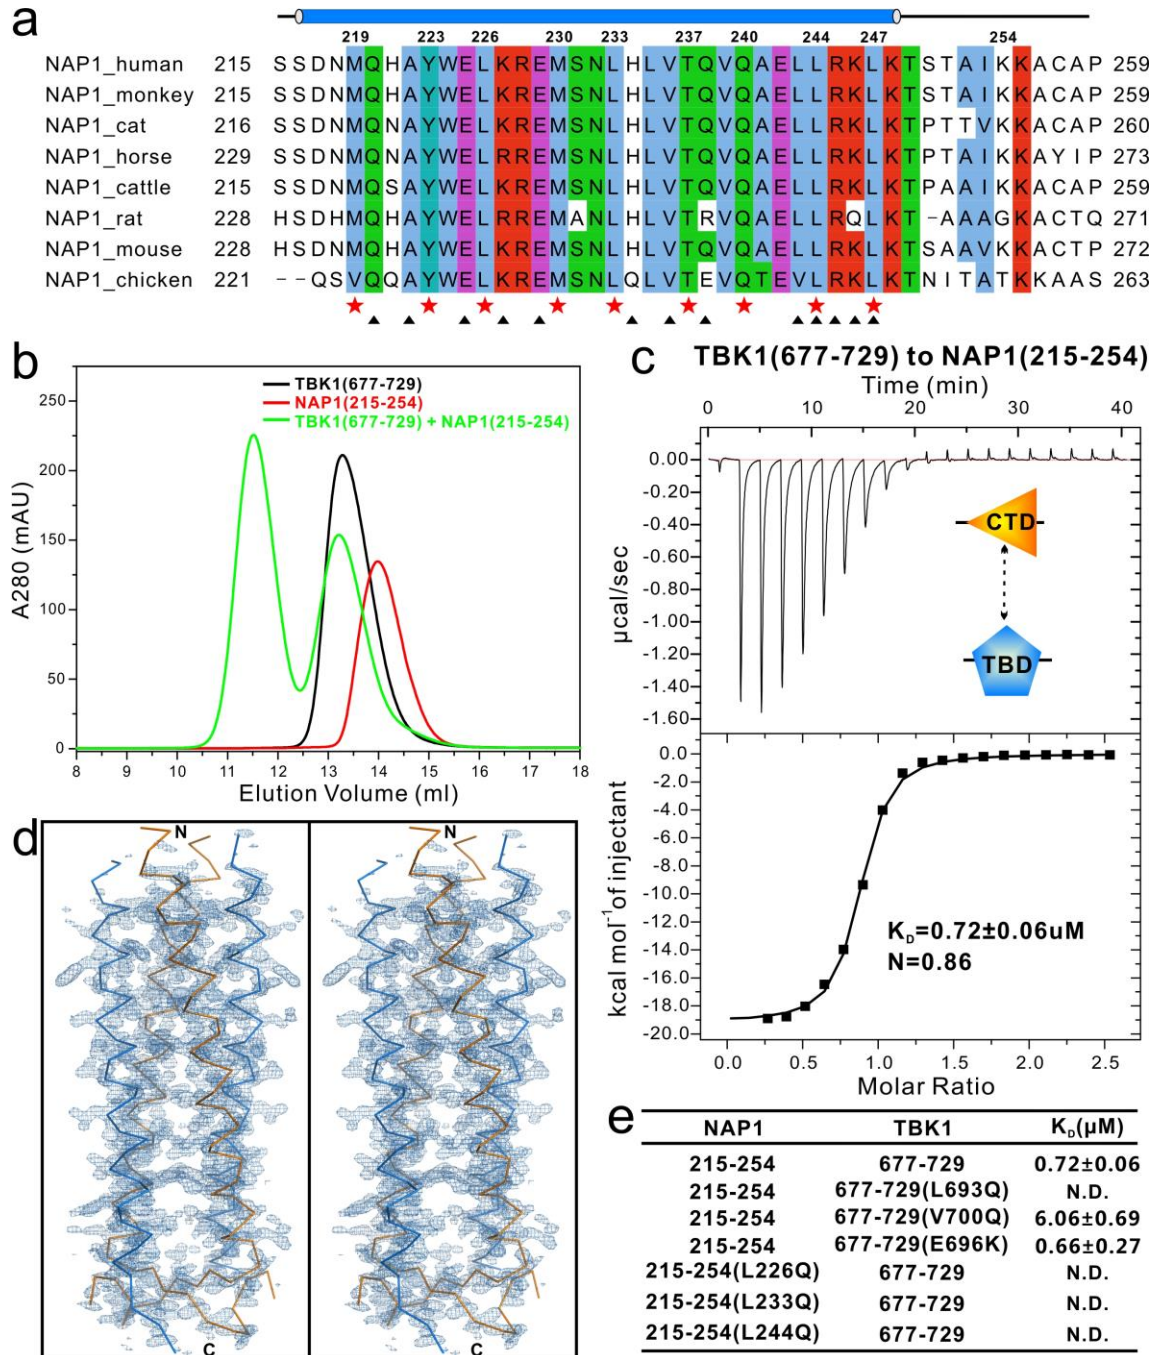 a
219 223 226 230 233 237 240 244 247 254
NAP1_human 215 SSDNMQHAYWELKREMSNLHLVTQVQAELLRKLKTSTAIKKACAP 259
NAP1_monkey 215 SSDNMQHAYWELKREMSNLHLVTQVQAELLRKLKTSTAIKKACAP 259
NAP1_cat 216 SSDNMQNAYWELKREMSNLHLVTQVQAELLRKLKTPTTVKKACAP 260
NAP1_horse 229 SSDNMQNAYWELRREMSNLHLVTQVQAELLRKLKTPTAIKKAYIP 273
NAP1_cattle 215 SSDNMQSAYWELRREMSNLHLVTQVQAELLRKLKTPAAIKKACAP 259
NAP1_rat 228 HSDHMQHAYWELRREMANLHLVTRVQAELLRQLKT-AAAGKACTQ 271
NAP1_mouse 228 HSDNMQHAYWELRREMSNLHLVTQVQAELLRKLKTSAAVKKACTP 272
NAP1_chicken 221 --QSVQQAYWELKREMSNLQLVTEVQTEVLRKLKTNITATKKAAS 263
b
TBK1(677-729)
NAP1(215-254)
TBK1(677-729) + NAP1(215-254)
250
200
150
100
50
0
A280 (mAU)
8 9 10 11 12 13 14 15 16 17 18
Elution Volume (ml)
c TBK1(677-729) to NAP1(215-254)
Time (min)
0 10 20 30 40
0.00
-0.20
-0.40
-0.60
-0.80
-1.00
-1.20
-1.40
-1.60
µcal/sec
CTD
TBD
0.0
-2.0
-4.0
-6.0
-8.0
-10.0
-12.0
-14.0
-16.0
-18.0
-20.0
kcal mol⁻¹ of injectant
K_D=0.72±0.06uM
N=0.86
0.0 0.5 1.0 1.5 2.0 2.5
Molar Ratio
d
N N
C C
e
NAP1 TBK1 K_D(µM)
215-254 677-729 0.72±0.06
215-254 677-729(L693Q) N.D.
215-254 677-729(V700Q) 6.06±0.69
215-254 677-729(E696K) 0.66±0.27
215-254(L226Q) 677-729 N.D.
215-254(L233Q) 677-729 N.D.
215-254(L244Q) 677-729 N.D.